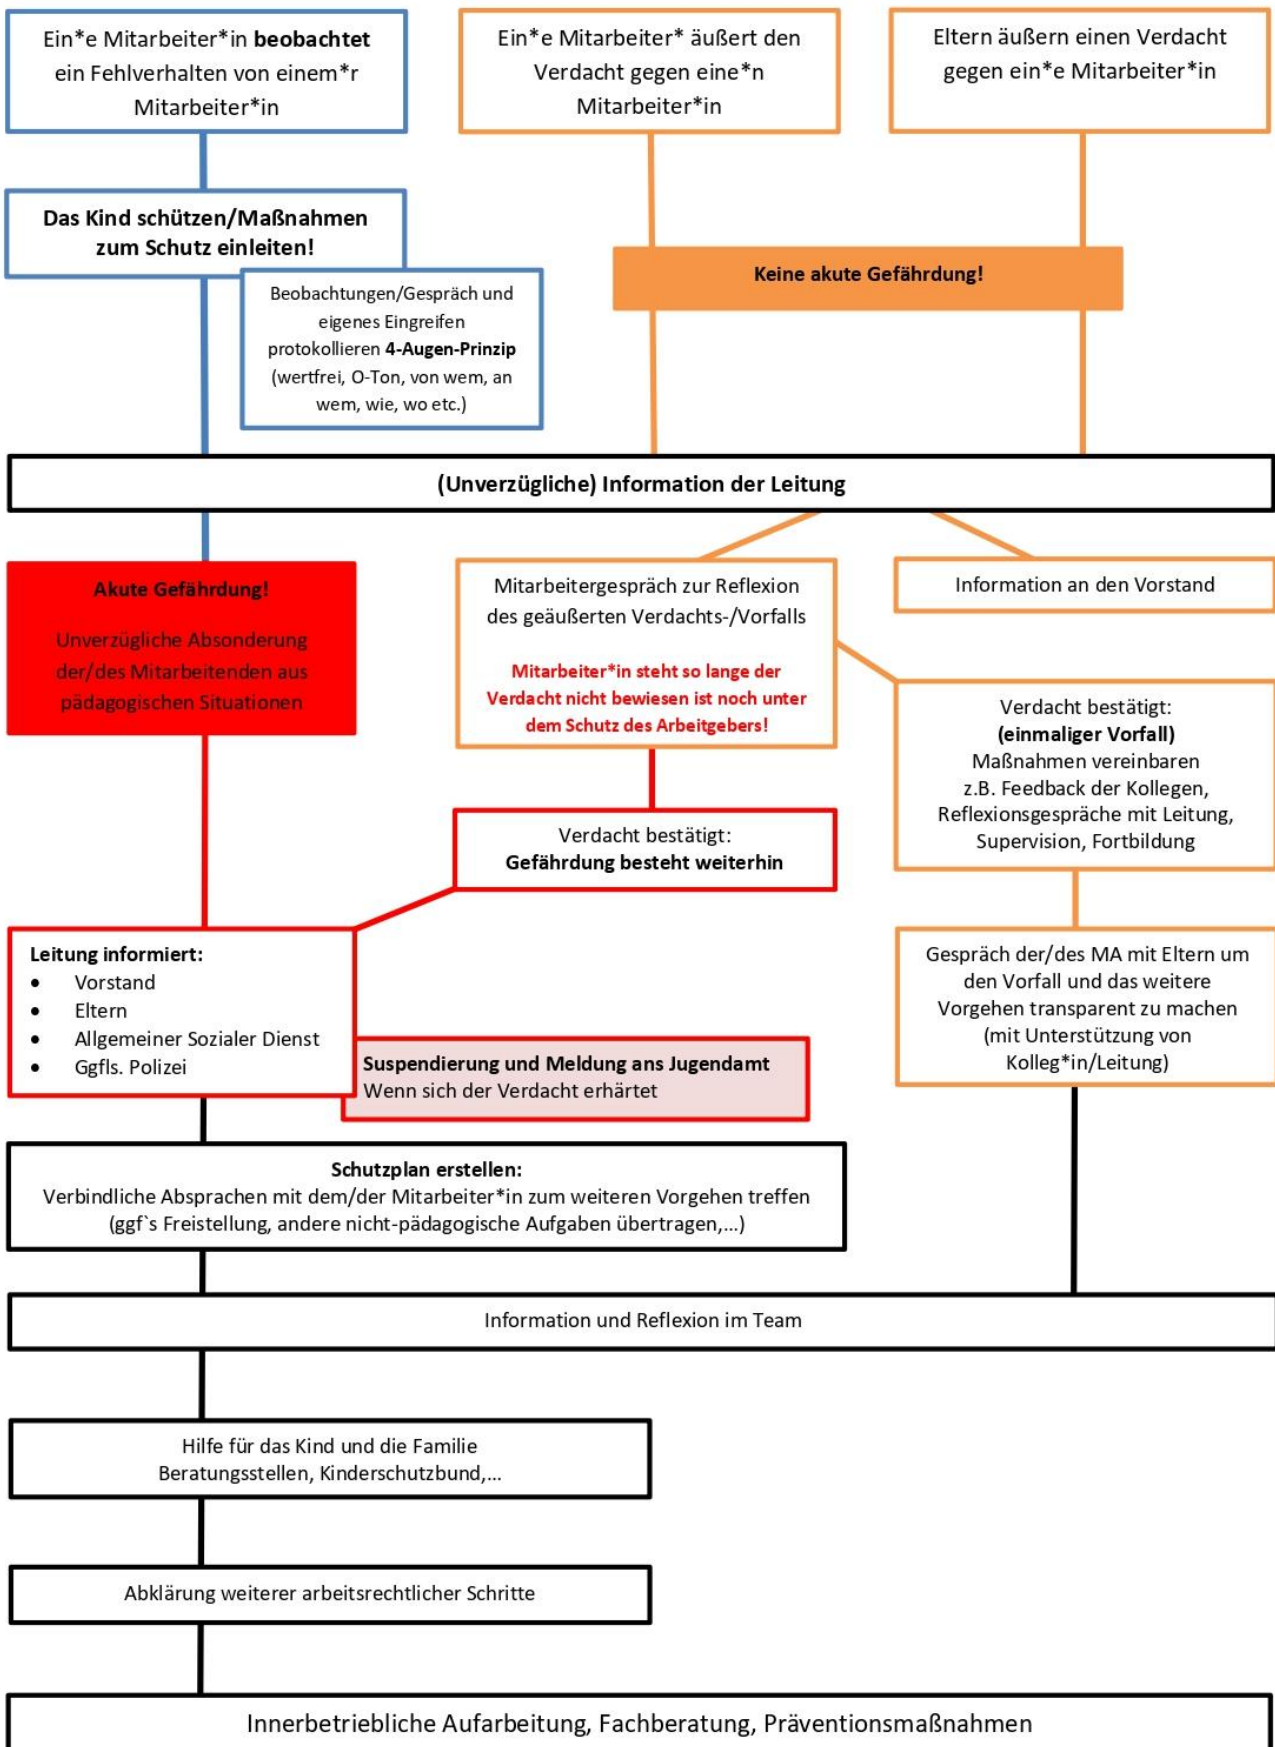 Ein*e Mitarbeiter*in beobachtet
ein Fehlverhalten von einem*r
Mitarbeiter*in
Ein*e Mitarbeiter* äußert den
Verdacht gegen eine*n
Mitarbeiter*in
Eltern äußern einen Verdacht
gegen ein*e Mitarbeiter*in
Das Kind schützen/Maßnahmen
zum Schutz einleiten!
Keine akute Gefährdung!
Beobachtungen/Gespräch und
eigenes Eingreifen
protokollieren 4-Augen-Prinzip
(wertfrei, O-Ton, von wem, an
wem, wie, wo etc.)
(Unverzügliche) Information der Leitung
Akute Gefährdung!
Unverzügliche Absonderung
der/des Mitarbeitenden aus
pädagogischen Situationen
Mitarbeitergespräch zur Reflexion
des geäußerten Verdachts-/Vorfalls
Mitarbeiter*in steht so lange der
Verdacht nicht bewiesen ist noch unter
dem Schutz des Arbeitgebers!
Information an den Vorstand
Verdacht bestätigt:
(einmaliger Vorfall)
Maßnahmen vereinbaren
z.B. Feedback der Kollegen,
Reflexionsgespräche mit Leitung,
Supervision, Fortbildung
Verdacht bestätigt:
Gefährdung besteht weiterhin
Leitung informiert:
• Vorstand
• Eltern
• Allgemeiner Sozialer Dienst
• Ggfls. Polizei
Gespräch der/des MA mit Eltern um
den Vorfall und das weitere
Vorgehen transparent zu machen
(mit Unterstützung von
Kolleg*in/Leitung)
Suspendierung und Meldung ans Jugendamt
Wenn sich der Verdacht erhärtet
Schutzplan erstellen:
Verbindliche Absprachen mit dem/der Mitarbeiter*in zum weiteren Vorgehen treffen
(ggf`s Freistellung, andere nicht-pädagogische Aufgaben übertragen,...)
Information und Reflexion im Team
Hilfe für das Kind und die Familie
Beratungsstellen, Kinderschutzbund,...
Abklärung weiterer arbeitsrechtlicher Schritte
Innerbetriebliche Aufarbeitung, Fachberatung, Präventionsmaßnahmen